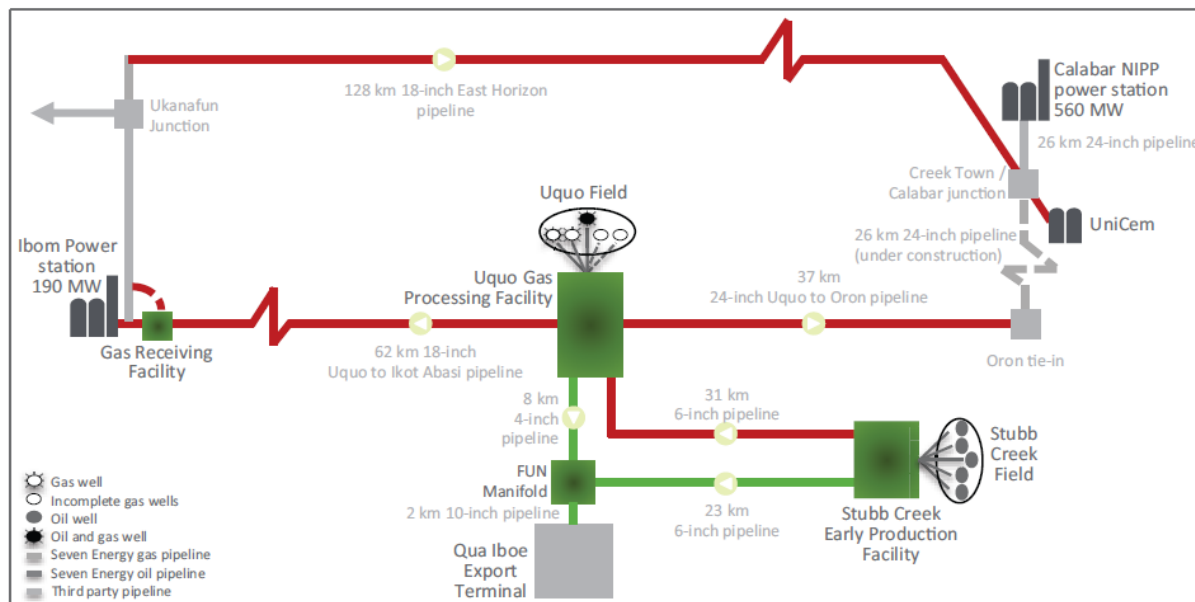 128 km 18-inch East Horizon
pipeline
Ukanafun
Junction
Calabar NIPP
power station
560 MW
26 km 24-inch pipeline
Creek Town /
Calabar junction
UniCem
26 km 24-inch pipeline
(under construction)
Uquo Field
Ibom Power
station
190 MW
Uquo Gas
Processing Facility
37 km
24-inch Uquo to Oron pipeline
Gas Receiving
Facility
62 km 18-inch
Uquo to Ikot Abasi pipeline
Oron tie-in
8 km
4-inch
pipeline
31 km
6-inch pipeline
Stubb
Creek
Field
FUN
Manifold
2 km 10-inch pipeline
23 km
6-inch pipeline
Stubb Creek
Early Production
Facility
Qua Iboe
Export
Terminal
Gas well
Incomplete gas wells
Oil well
Oil and gas well
Seven Energy gas pipeline
Seven Energy oil pipeline
Third party pipeline